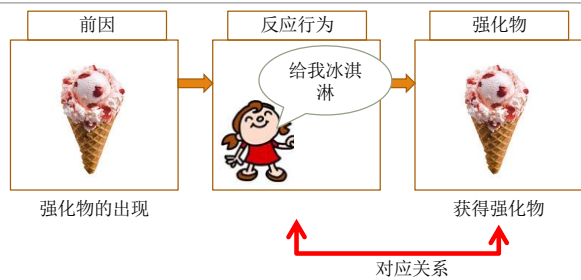 前因
反应行为
强化物
给我冰淇
淋
强化物的出现
获得强化物
对应关系